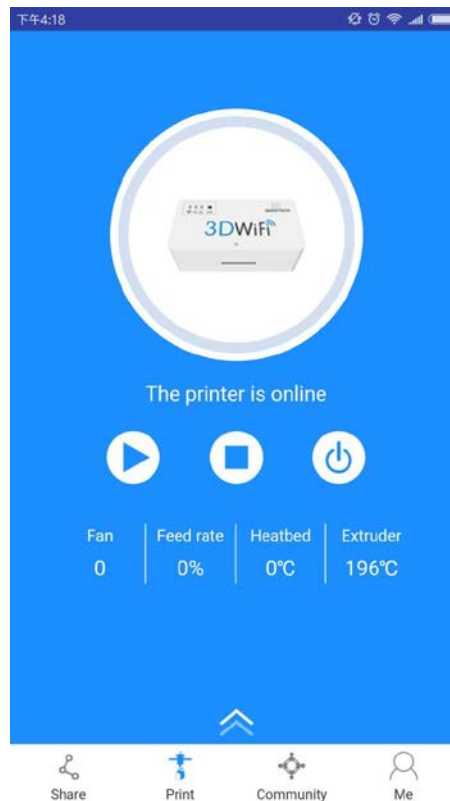 下午4:18
3DWiFi
The printer is online
Fan Feed rate Heatbed Extruder
0 0% 0℃ 196℃
Share Print Community Me